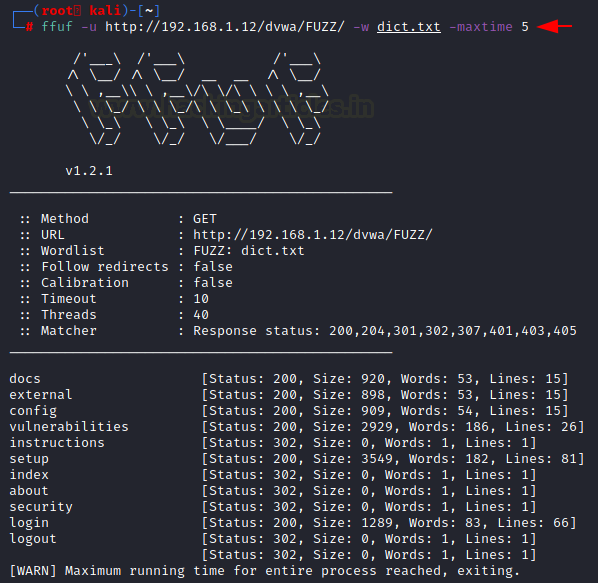 (root kali)-[~]
# ffuf -u http://192.168.1.12/dvwa/FUZZ/ -w dict.txt -maxtime 5
v1.2.1
:: Method : GET
:: URL : http://192.168.1.12/dvwa/FUZZ/
:: Wordlist : FUZZ: dict.txt
:: Follow redirects : false
:: Calibration : false
:: Timeout : 10
:: Threads : 40
:: Matcher : Response status: 200,204,301,302,307,401,403,405
docs [Status: 200, Size: 920, Words: 53, Lines: 15]
external [Status: 200, Size: 898, Words: 53, Lines: 15]
config [Status: 200, Size: 909, Words: 54, Lines: 15]
vulnerabilities [Status: 200, Size: 2929, Words: 186, Lines: 26]
instructions [Status: 302, Size: 0, Words: 1, Lines: 1]
setup [Status: 200, Size: 3549, Words: 182, Lines: 81]
index [Status: 302, Size: 0, Words: 1, Lines: 1]
about [Status: 302, Size: 0, Words: 1, Lines: 1]
security [Status: 302, Size: 0, Words: 1, Lines: 1]
login [Status: 200, Size: 1289, Words: 83, Lines: 66]
logout [Status: 302, Size: 0, Words: 1, Lines: 1]
[Status: 302, Size: 0, Words: 1, Lines: 1]
[WARN] Maximum running time for entire process reached, exiting.